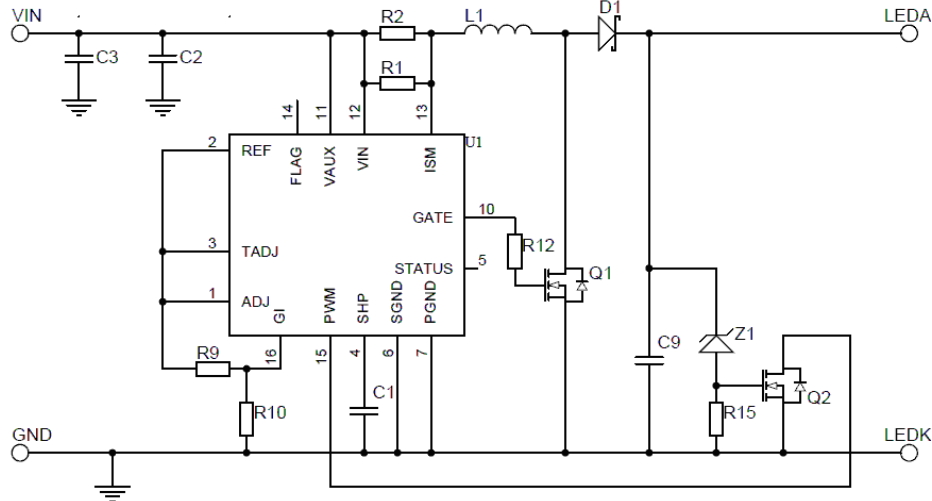 VIN
R2
L1
D1
LEDA
C3
C2
R1
14
11
12
13
U1
2
REF
FLAG
VAUX
VIN
ISM
GATE
10
R12
3
TADJ
STATUS
5
Q1
1
ADJ
GI
PWM
SHP
SGND
PGND
Z1
R9
16
15
4
6
7
C9
C1
Q2
R10
R15
GND
LEDK